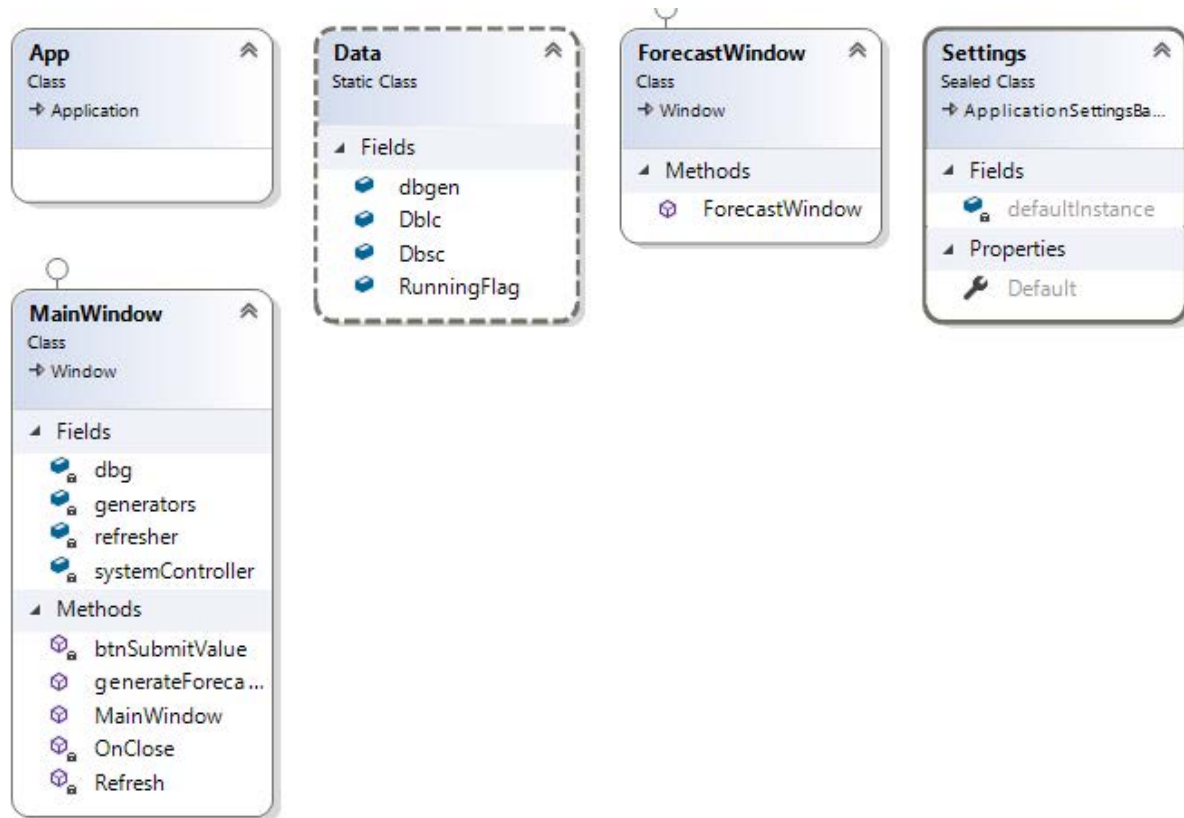 App
Class
Application
Data
Static Class
Fields
dbgen
Dblc
Dbsc
RunningFlag
ForecastWindow
Class
Window
Methods
ForecastWindow
Settings
Sealed Class
ApplicationSettingsBa...
Fields
defaultInstance
Properties
Default
MainWindow
Class
Window
Fields
dbg
generators
refresher
systemController
Methods
btnSubmitValue
generateForeca...
MainWindow
OnClose
Refresh